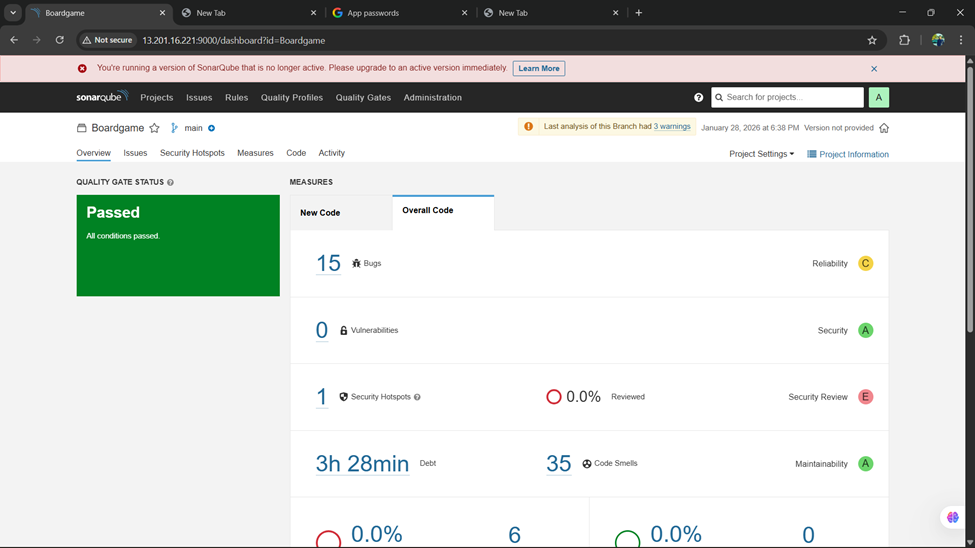 Boardgame
New Tab
App passwords
New Tab
Not secure
13.201.16.221:9000/dashboard?id=Boardgame
You're running a version of SonarQube that is no longer active. Please upgrade to an active version immediately.
Learn More
sonarqube
Projects
Issues
Rules
Quality Profiles
Quality Gates
Administration
Search for projects...
A
Boardgame
main
Last analysis of this Branch had 3 warnings
January 28, 2026 at 6:38 PM
Version not provided
Overview
Issues
Security Hotspots
Measures
Code
Activity
Project Settings
Project Information
QUALITY GATE STATUS
MEASURES
Passed
All conditions passed.
New Code
Overall Code
15
Bugs
Reliability
C
0
Vulnerabilities
Security
A
1
Security Hotspots
0.0%
Reviewed
Security Review
E
3h 28min
Debt
35
Code Smells
Maintainability
A
0.0%
6
0.0%
0